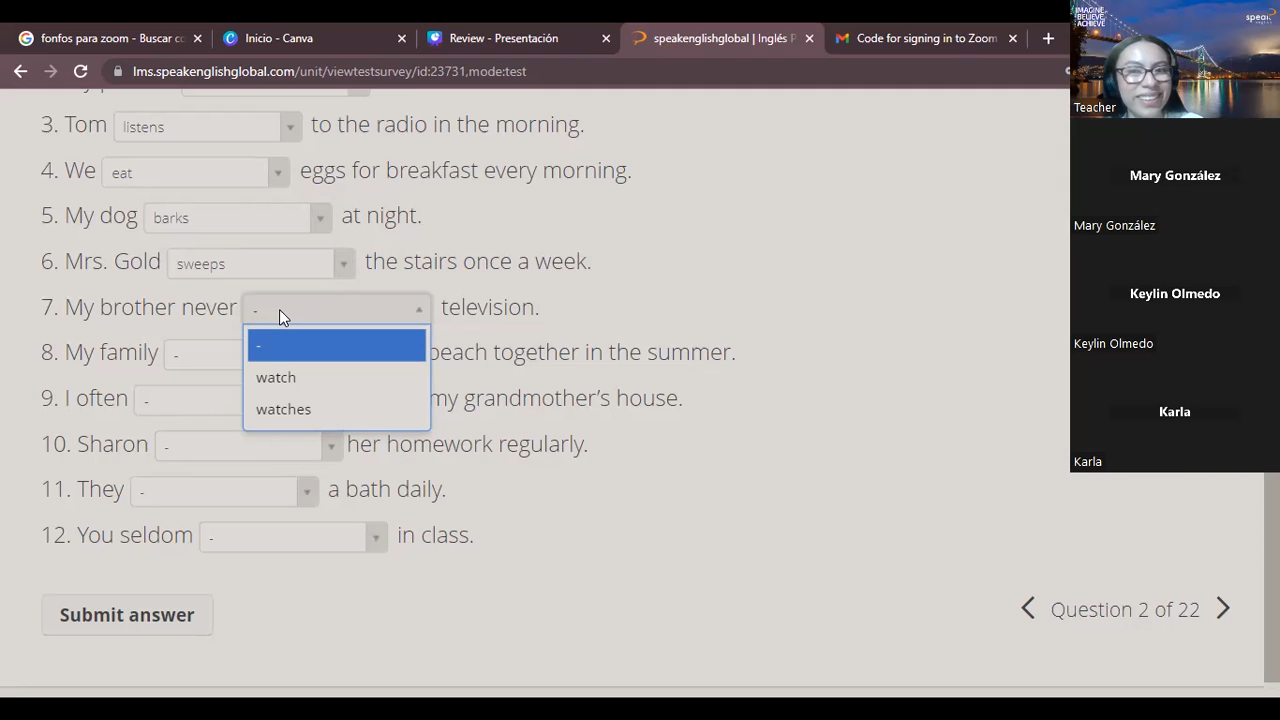 fonfos para zoom - Buscar co
Inicio - Canva
Review - Presentación
speakenglishglobal | Inglés P
Code for signing in to Zoom
lms.speakenglishglobal.com/unit/viewtestsurvey/id:23731,mode:test
IMAGINE
BELIEVE
ACHIEVE
speak
Teacher
3. Tom listens to the radio in the morning.
4. We eat eggs for breakfast every morning.
5. My dog barks at night.
6. Mrs. Gold sweeps the stairs once a week.
7. My brother never - television.
-
watch
watches
8. My family - beach together in the summer.
9. I often - my grandmother's house.
10. Sharon - her homework regularly.
11. They - a bath daily.
12. You seldom - in class.
Submit answer
Question 2 of 22
Mary González
Mary González
Keylin Olmedo
Keylin Olmedo
Karla
Karla